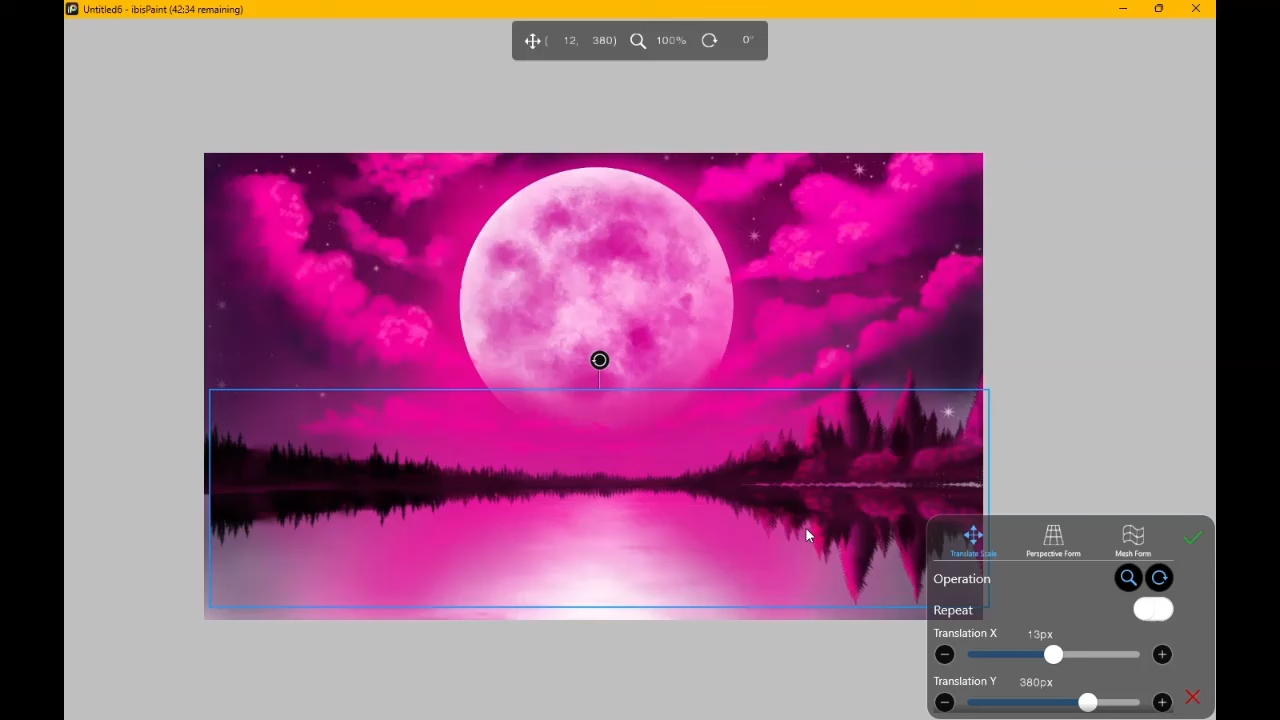 Untitled6 - ibisPaint (42:34 remaining)
( 12, 380) 100% 0°
Translate Scale Perspective Form Mesh Form
Operation
Repeat
Translation X 13px
Translation Y 380px